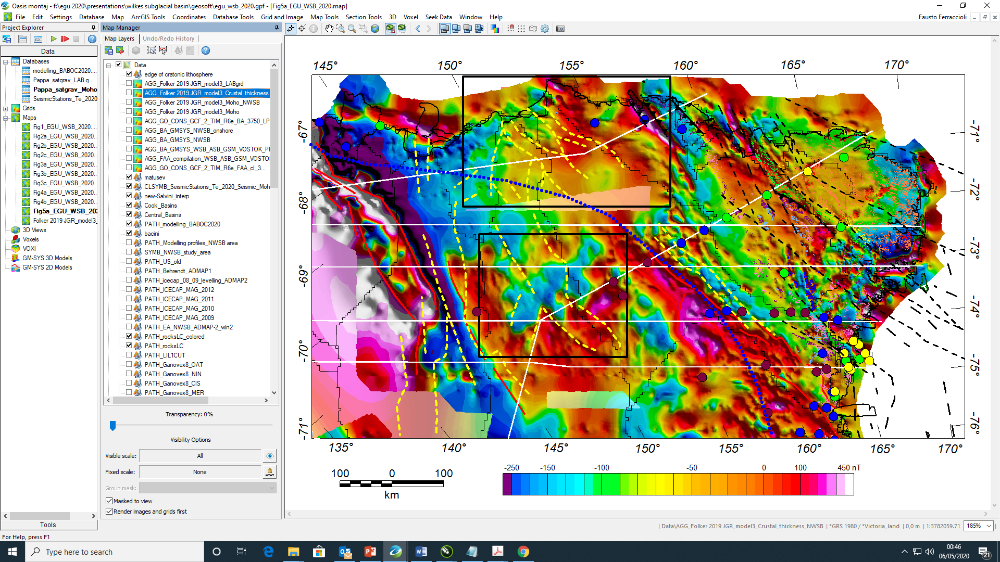 Oasis montaj - f:\egu 2020\presentations\wilkes subglacial basin\geosoft\egu_wsb_2020.gpf - [Fig5a_EGU_WSB_2020.map]
File Edit Settings Database Map ArcGIS Tools Coordinates Database Tools Grid and Image Map Tools Section Tools 3D Voxel Seek Data Window Help Fausto Ferraccioli
Project Explorer
Map Manager
Map Layers Undo/Redo History
GX
Data
Databases
modelling_BABOC2020....
Pappa_satgrav_LAB.g...
Pappa_satgrav_Moho
SeismicStations_Te_2020
Grids
Maps
Fig1_EGU_WSB_2020....
Fig2a_EGU_WSB_2020..
Fig2b_EGU_WSB_2020..
Fig2c_EGU_WSB_2020..
Fig3a_EGU_WSB_2020..
Fig3b_EGU_WSB_2020..
Fig3c_EGU_WSB_2020..
Fig4a_EGU_WSB_2020..
Fig4b_EGU_WSB_2020..
Fig5a_EGU_WSB_202
Folker 2019 JGR_model3_
3D Views
Voxels
VOXI
GM-SYS 3D Models
GM-SYS 2D Models
Tools
Data
edge of cratonic lithosphere
AGG_Folker 2019 JGR_model3_LABgrd
AGG_Folker 2019 JGR_model3_Crustal_thickness_
AGG_Folker 2019 JGR_model3_Moho_NWSB
AGG_Folker 2019 JGR_model3_Moho
AGG_GO_CONS_GCF_2_TIM_R6e_BA_3750_LP
AGG_BA_GMSYS_NWSB_onshore
AGG_BA_GMSYS_NWSB
AGG_BA_GMSYS_WSB_ASB_GSM_VOSTOK_PI
AGG_FAA_compilation_WSB_ASB_GSM_VOSTO
AGG_GO_CONS_GCF_2_TIM_R6e_FAA_cl_3...
matusev
CLSYMB_SeismicStations_Te_2020_Seismic_Moh
new-Salvini_interp
Cook_Basins
Central_Basins
PATH_modelling_BABOC2020
bacini
PATH_Modelling profiles_NWSB area
SYMB_NWSB_study_area
PATH_US_old
PATH_Behrendt_ADMAP1
PATH_icecap_08_09_levelling_ADMAP2
PATH_ICECAP_MAG_2012
PATH_ICECAP_MAG_2011
PATH_ICECAP_MAG_2010
PATH_ICECAP_MAG_2009
PATH_EA_NWSB_ADMAP-2_win2
PATH_rocksLC_colored
PATH_rocksLC
PATH_LIL1CUT
PATH_Ganovex8_OAT
PATH_Ganovex8_NIN
PATH_Ganovex8_CIS
PATH_Ganovex8_MER
Transparency: 0%
Visibility Options
Visible scale: All
Fixed scale: None
Group mask:
Masked to view
Render images and grids first
145° 150° 155° 160° 165° 170°
-67°
-68°
-69°
-70°
-71°
-71°
-72°
-73°
-74°
-75°
-76°
135° 140° 145° 150° 155° 160° 165° 170°
100 0 100
km
-250 -150 -100 -50 0 100 450 nT
| Data\AGG_Folker 2019 JGR_model3_Crustal_thickness_NWSB | *GRS 1980 / *Victoria_land | 0,0 m | 1:3782059.71 | 185%
For Help, press F1
Type here to search
00:46
06/05/2020
21